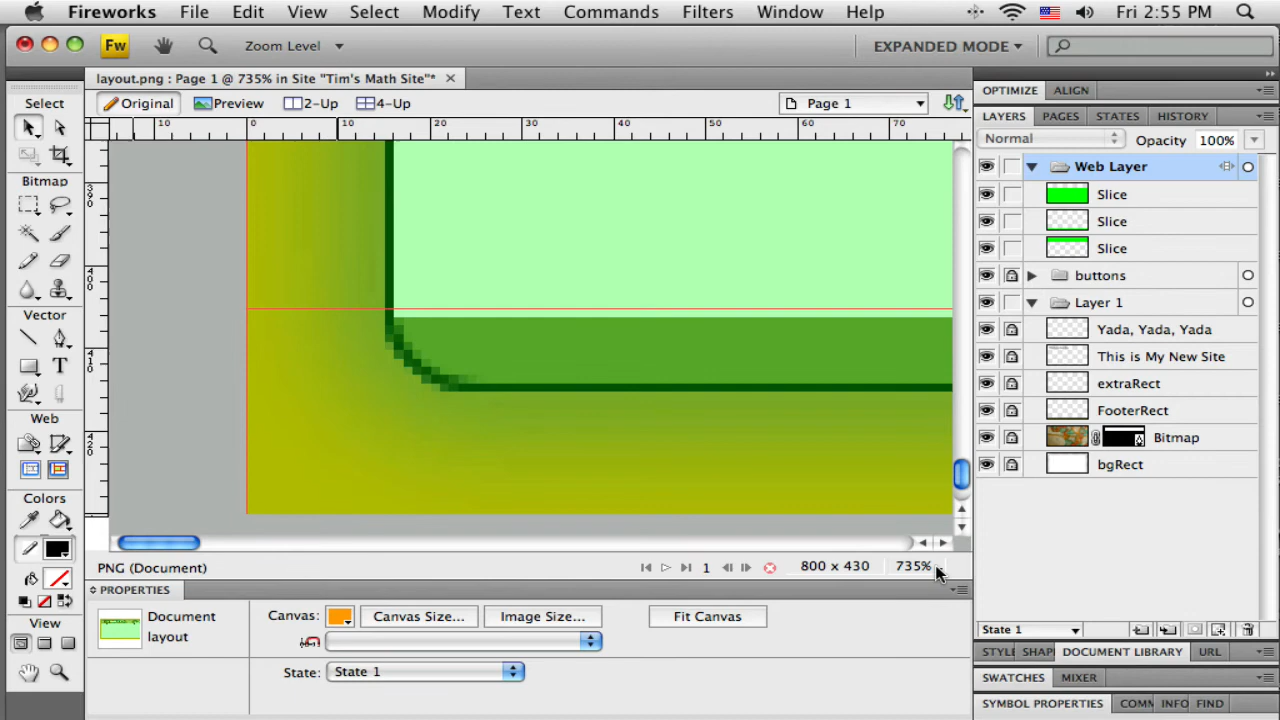 Fireworks File Edit View Select Modify Text Commands Filters Window Help Fri 2:55 PM
Fw Zoom Level EXPANDED MODE
layout.png : Page 1 @ 735% in Site "Tim's Math Site"*
OPTIMIZE ALIGN
Select
Original Preview 2-Up 4-Up Page 1
LAYERS PAGES STATES HISTORY
10 0 10 20 30 40 50 60 70
Normal Opacity 100%
Web Layer
Bitmap
Slice
390
Slice
Slice
400
buttons
Vector
Layer 1
Yada, Yada, Yada
410
This is My New Site
extraRect
Web
FooterRect
420
Bitmap
bgRect
Colors
PNG (Document) 1 800 x 430 735%
PROPERTIES
Document
layout
Canvas: Canvas Size... Image Size... Fit Canvas
View
State: State 1
State 1
STYL SHAP DOCUMENT LIBRARY URL
SWATCHES MIXER
SYMBOL PROPERTIES COMM INFO FIND